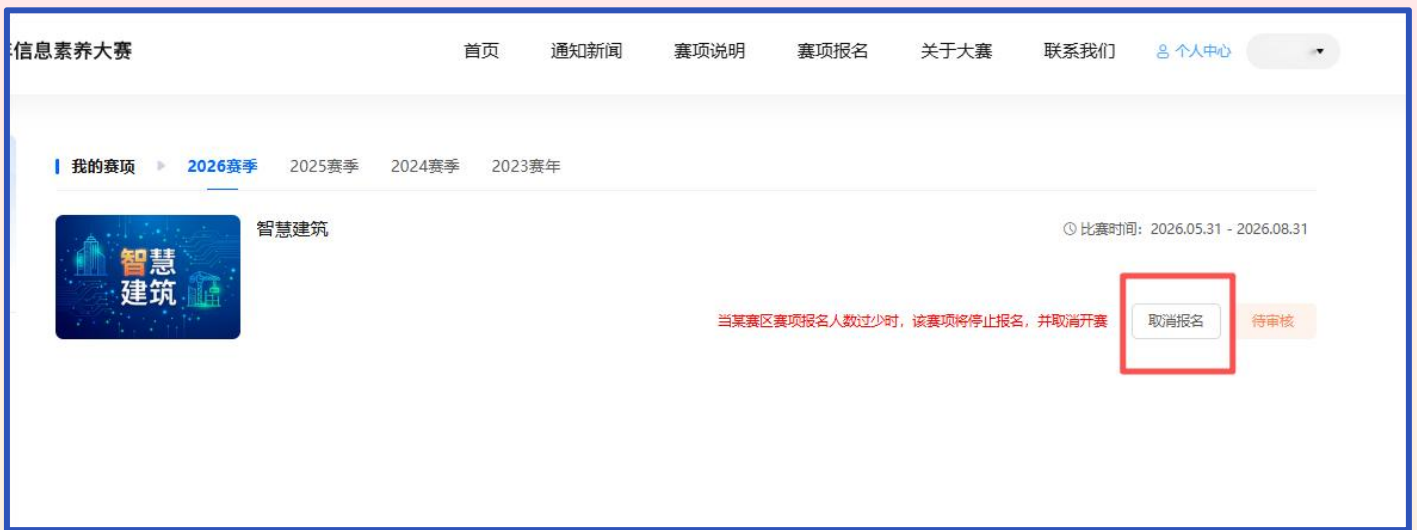 信息素养大赛 首页 通知新闻 赛项说明 赛项报名 关于大赛 联系我们 个人中心
我的赛项 2026赛季 2025赛季 2024赛季 2023赛年
智慧建筑 比赛时间：2026.05.31 - 2026.08.31
智慧
建筑
当某赛区赛项报名人数过少时，该赛项将停止报名，并取消开赛 取消报名 待审核